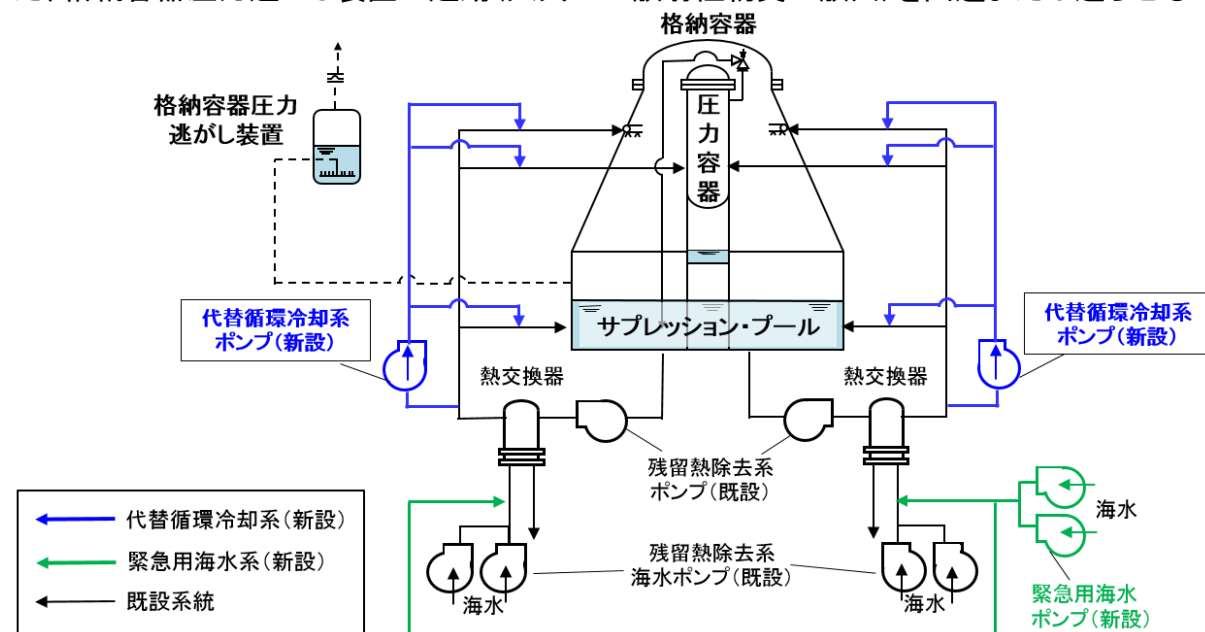 格納容器
格納容器圧力
逃がし装置
圧力容器
代替循環冷却系
ポンプ(新設)
代替循環冷却系
ポンプ(新設)
サプレッション・プール
熱交換器
熱交換器
残留熱除去系
ポンプ(既設)
代替循環冷却系(新設)
緊急用海水系(新設)
既設系統
海水
残留熱除去系
海水ポンプ(既設)
海水
海水
緊急用海水
ポンプ(新設)